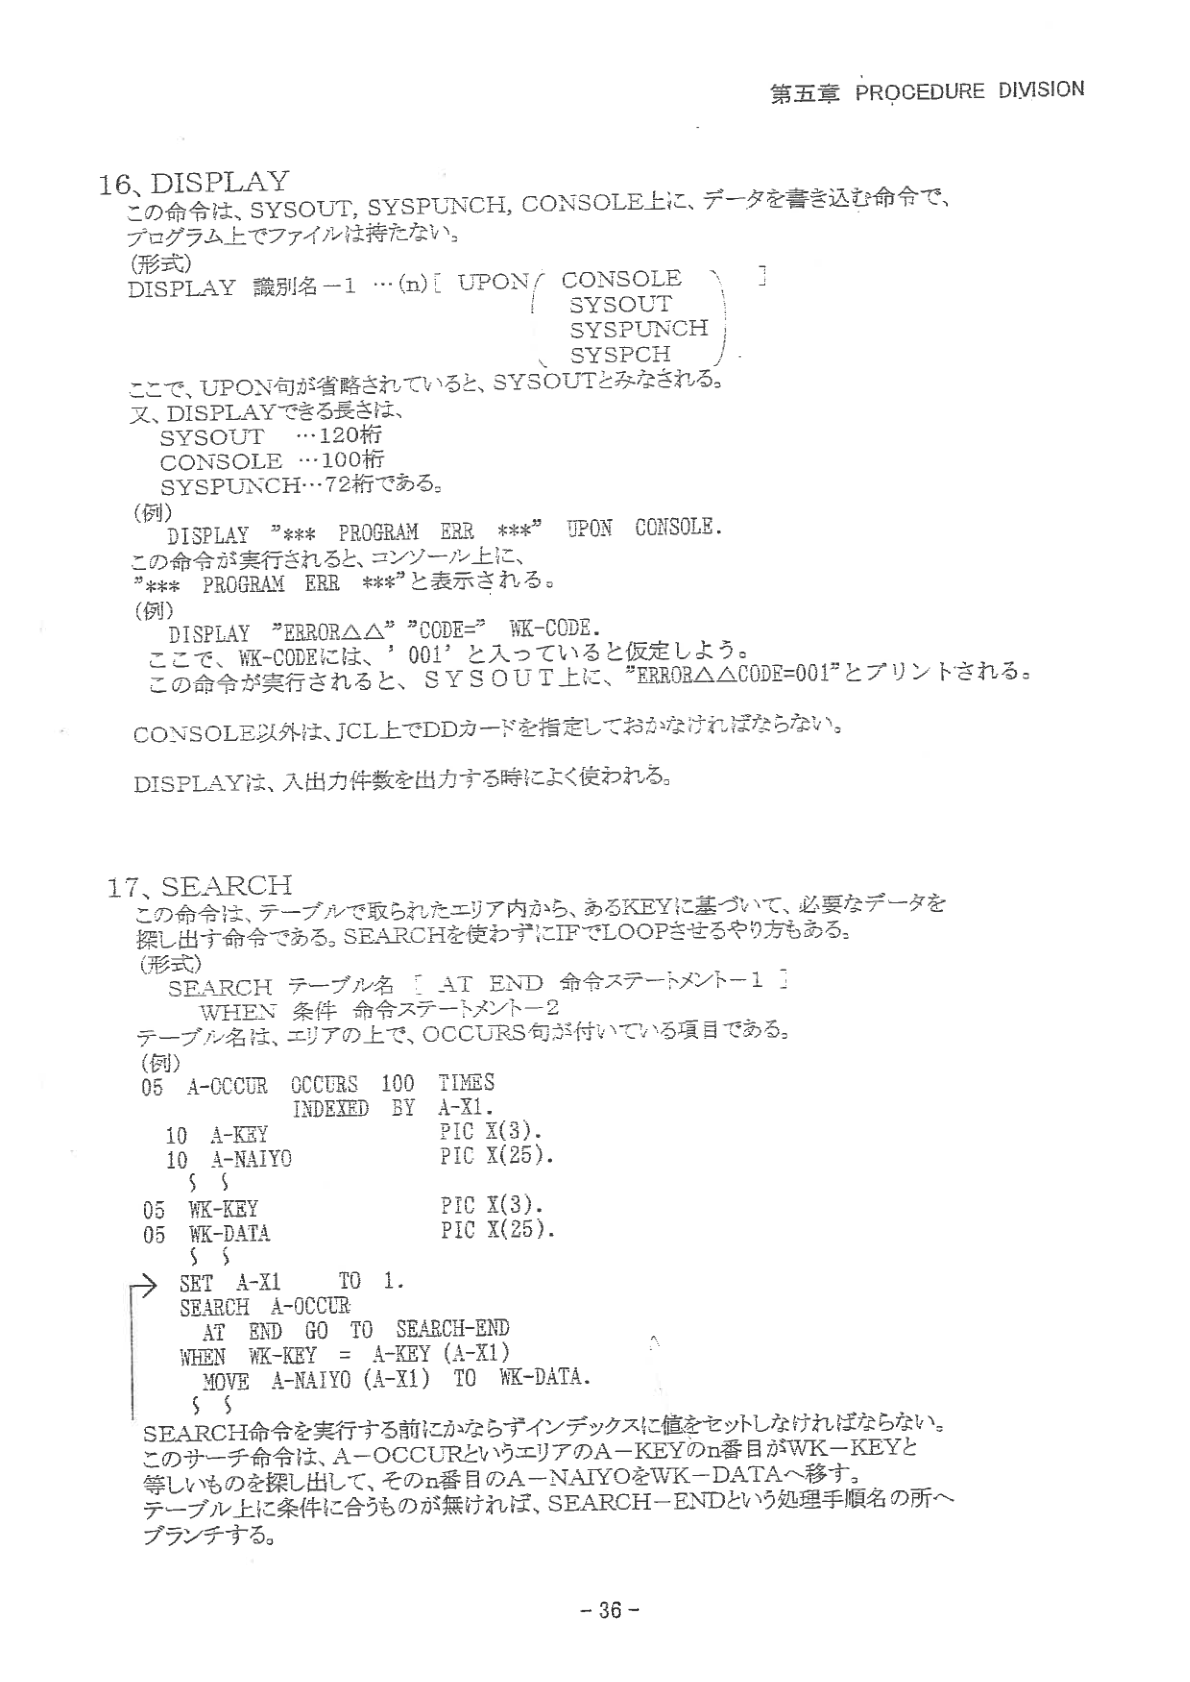 第五章 PROCEDURE DIVISION
16、DISPLAY
この命令は、SYSOUT, SYSPUNCH, CONSOLE上に、データを書き込む命令で、
プログラム上でファイルは持たない。
(形式)
DISPLAY 識別名－1 …(n)[ UPON( CONSOLE ) ]
SYSOUT
SYSPUNCH
SYSPCH
ここで、UPON句が省略されていると、SYSOUTとみなされる。
又、DISPLAYできる長さは、
SYSOUT …120桁
CONSOLE …100桁
SYSPUNCH…72桁である。
(例)
DISPLAY ”*** PROGRAM ERR ***” UPON CONSOLE.
この命令が実行されると、コンソール上に、
”*** PROGRAM ERR ***”と表示される。
(例)
DISPLAY ”ERROR△△” ”CODE=” WK-CODE.
ここで、WK-CODEには、’001’と入っていると仮定しよう。
この命令が実行されると、ＳＹＳＯＵＴ上に、”ERROR△△CODE=001”とプリントされる。
CONSOLE以外は、JCL上でDDカードを指定しておかなければならない。
DISPLAYは、入出力件数を出力する時によく使われる。
17、SEARCH
この命令は、テーブルで取られたエリア内から、あるKEYに基づいて、必要なデータを
探し出す命令である。SEARCHを使わずにIFでLOOPさせるやり方もある。
(形式)
SEARCH テーブル名 [ AT END 命令ステートメント－1 ]
WHEN 条件 命令ステートメント－2
テーブル名は、エリアの上で、OCCURS句が付いている項目である。
(例)
05 A-OCCUR OCCURS 100 TIMES
INDEXED BY A-X1.
10 A-KEY PIC X(3).
10 A-NAIYO PIC X(25).
∫ ∫
05 WK-KEY PIC X(3).
05 WK-DATA PIC X(25).
∫ ∫
SET A-X1 TO 1.
SEARCH A-OCCUR
AT END GO TO SEARCH-END
WHEN WK-KEY = A-KEY (A-X1)
MOVE A-NAIYO (A-X1) TO WK-DATA.
∫ ∫
SEARCH命令を実行する前にかならずインデックスに値をセットしなければならない。
このサーチ命令は、A－OCCURというエリアのA－KEYのn番目がWK－KEYと
等しいものを探し出して、そのn番目のA－NAIYOをWK－DATAへ移す。
テーブル上に条件に合うものが無ければ、SEARCH－ENDという処理手順名の所へ
ブランチする。
- 36 -